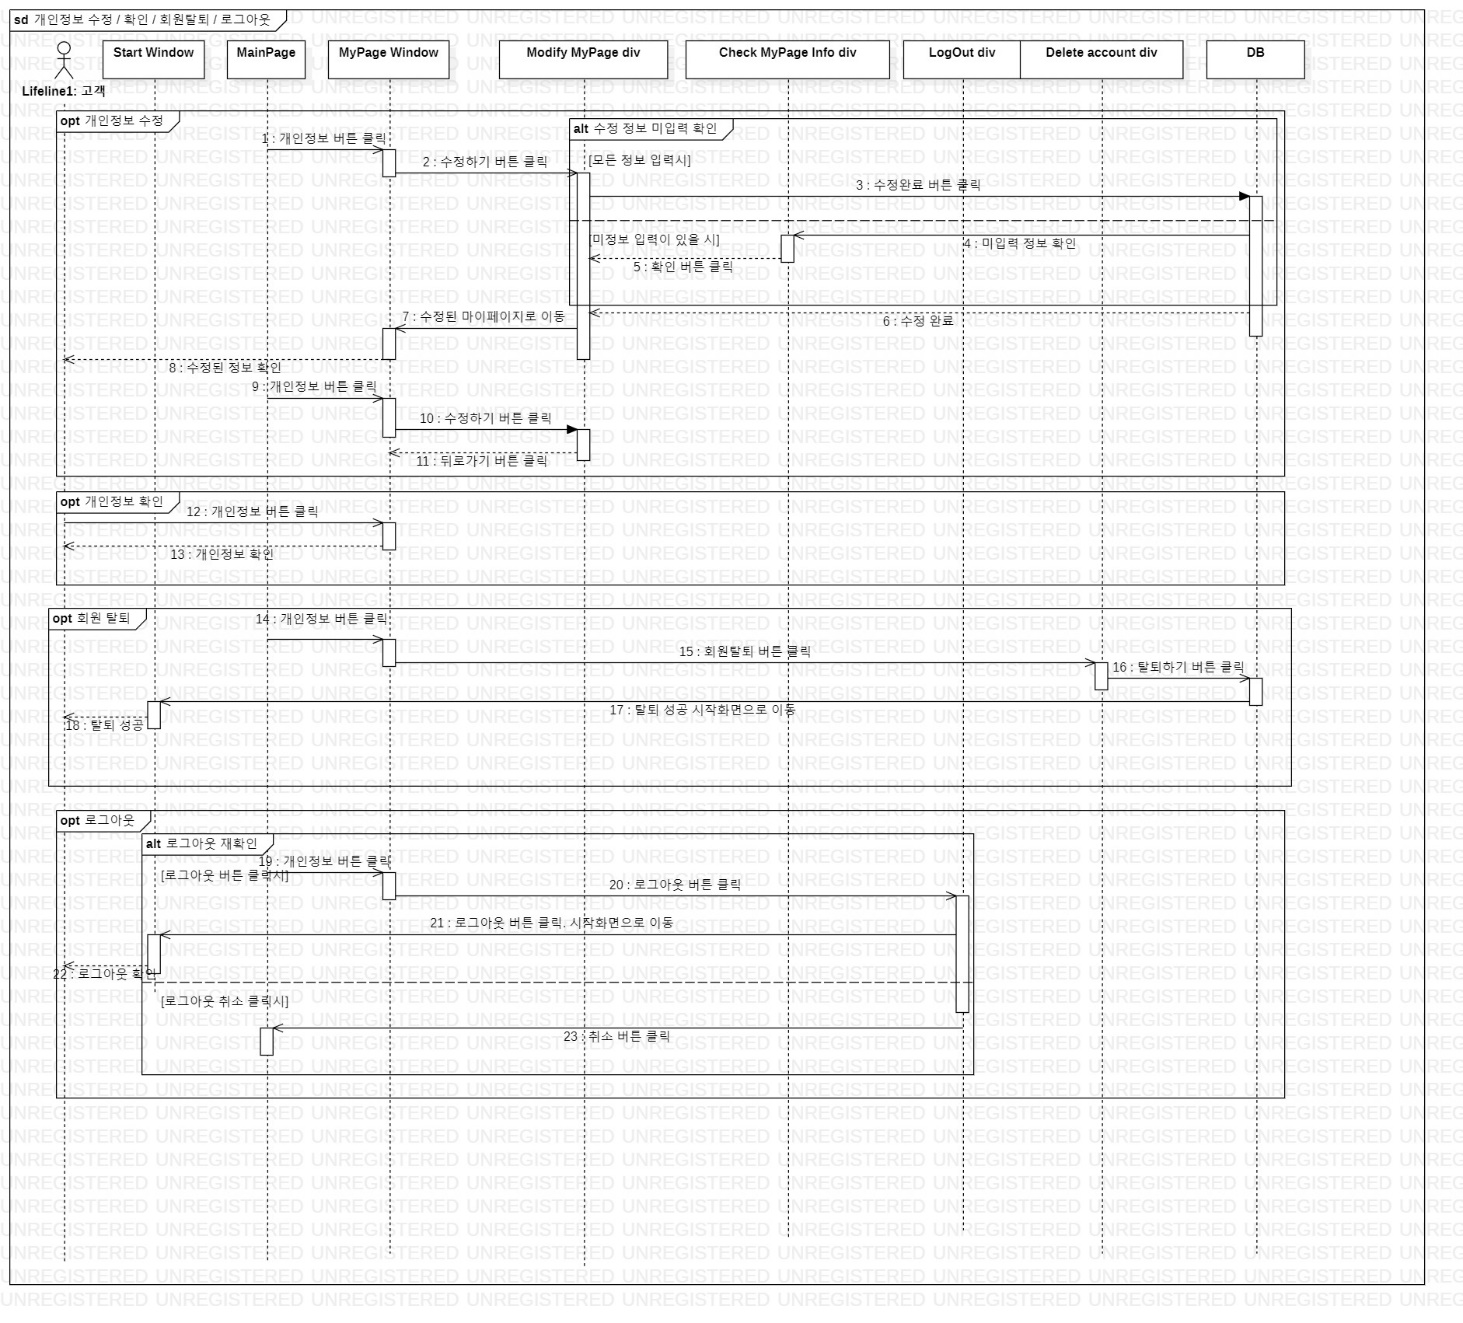 sd 개인정보 수정 / 확인 / 회원탈퇴 / 로그아웃
Start Window
MainPage
MyPage Window
Modify MyPage div
Check MyPage Info div
LogOut div
Delete account div
DB
Lifeline1: 고객
opt 개인정보 수정
alt 수정 정보 미입력 확인
1 : 개인정보 버튼 클릭
2 : 수정하기 버튼 클릭
[모든 정보 입력시]
3 : 수정완료 버튼 클릭
[미정보 입력이 있을 시]
4 : 미입력 정보 확인
5 : 확인 버튼 클릭
6 : 수정 완료
7 : 수정된 마이페이지로 이동
8 : 수정된 정보 확인
9 : 개인정보 버튼 클릭
10 : 수정하기 버튼 클릭
11 : 뒤로가기 버튼 클릭
opt 개인정보 확인
12 : 개인정보 버튼 클릭
13 : 개인정보 확인
opt 회원 탈퇴
14 : 개인정보 버튼 클릭
15 : 회원탈퇴 버튼 클릭
16 : 탈퇴하기 버튼 클릭
17 : 탈퇴 성공 시작화면으로 이동
18 : 탈퇴 성공
opt 로그아웃
alt 로그아웃 재확인
19 : 개인정보 버튼 클릭
[로그아웃 버튼 클릭시]
20 : 로그아웃 버튼 클릭
21 : 로그아웃 버튼 클릭. 시작화면으로 이동
22 : 로그아웃 확인
[로그아웃 취소 클릭시]
23 : 취소 버튼 클릭